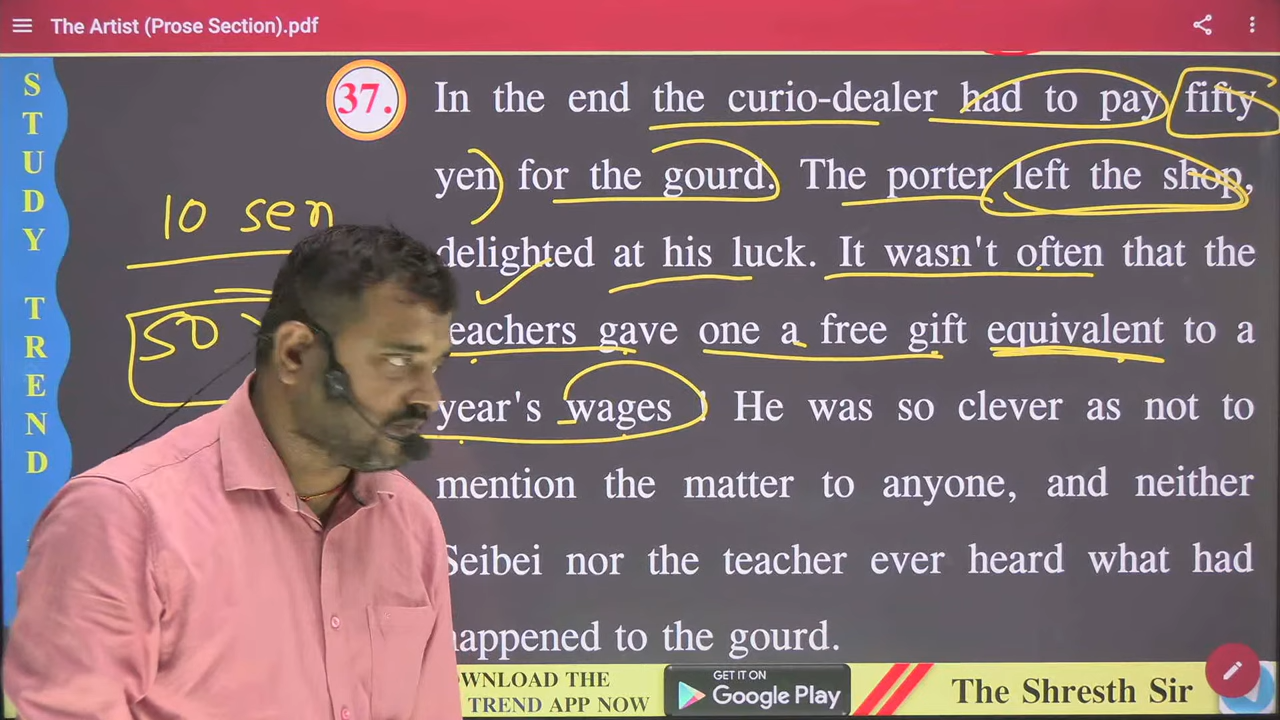 The Artist (Prose Section).pdf
STUDY TREND
37.
In the end the curio-dealer had to pay fifty
yen for the gourd. The porter left the shop,
delighted at his luck. It wasn't often that the
teachers gave one a free gift equivalent to a
year's wages ! He was so clever as not to
mention the matter to anyone, and neither
Seibei nor the teacher ever heard what had
happened to the gourd.
10 sen
50
DOWNLOAD THE
TREND APP NOW
GET IT ON
Google Play
The Shresth Sir